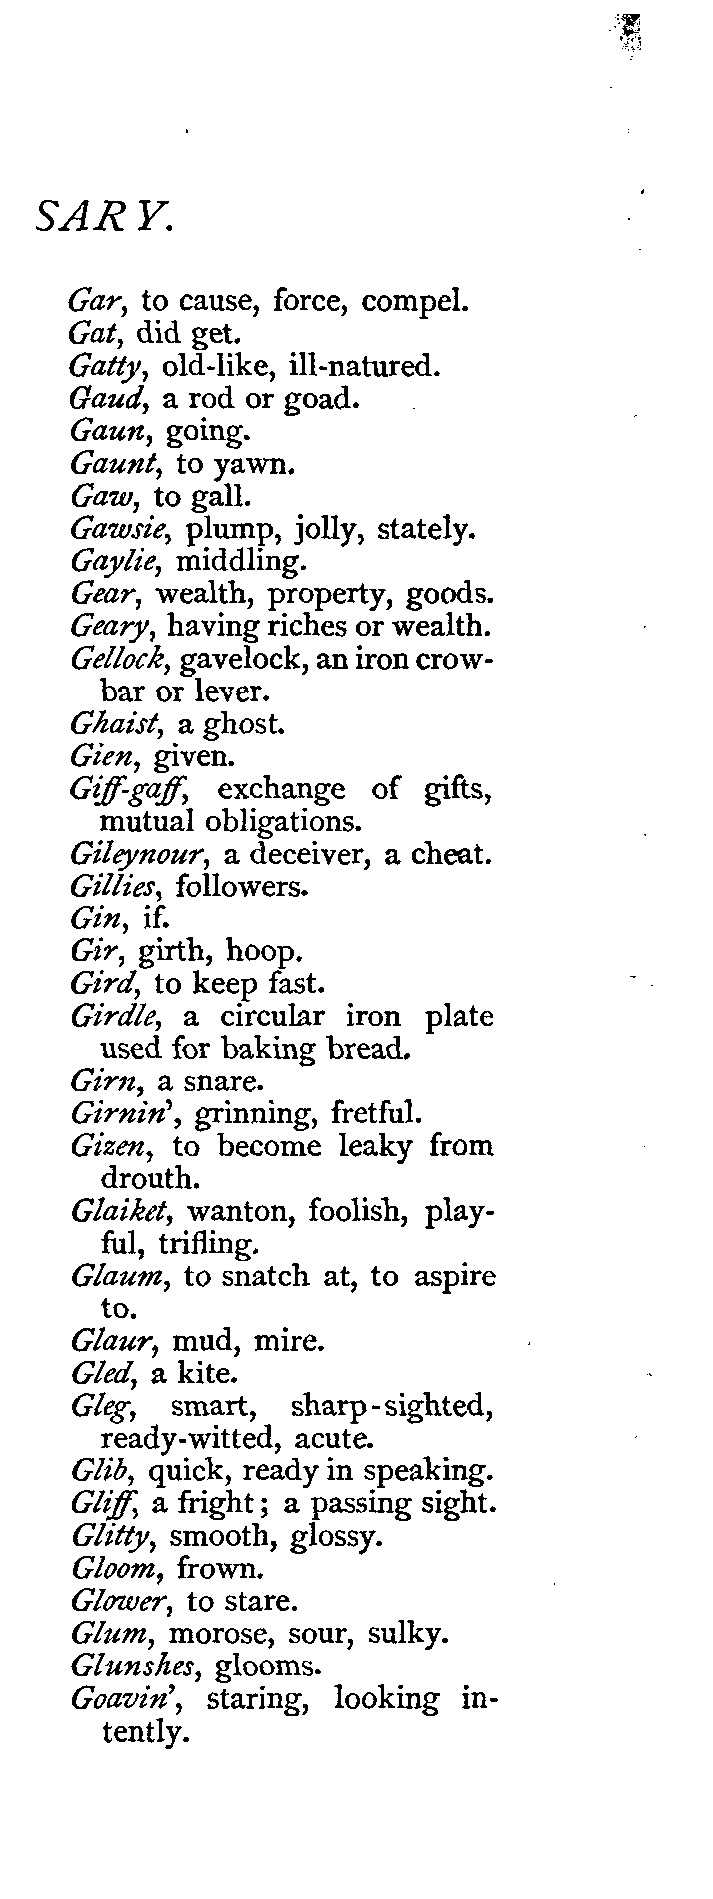 SARY.
Gar, to cause, force, compel.
Gat, did get.
Gatty, old-like, ill-natured.
Gaud, a rod or goad.
Gaun, going.
Gaunt, to yawn.
Gaw, to gall.
Gawsie, plump, jolly, stately.
Gaylie, middling.
Gear, wealth, property, goods.
Geary, having riches or wealth.
Gellock, gavelock, an iron crow-
bar or lever.
Ghaist, a ghost.
Gien, given.
Giff-gaff, exchange of gifts,
mutual obligations.
Gileynour, a deceiver, a cheat.
Gillies, followers.
Gin, if.
Gir, girth, hoop.
Gird, to keep fast.
Girdle, a circular iron plate
used for baking bread.
Girn, a snare.
Girnin', grinning, fretful.
Gizen, to become leaky from
drouth.
Glaiket, wanton, foolish, play-
ful, trifling.
Glaum, to snatch at, to aspire
to.
Glaur, mud, mire.
Gled, a kite.
Gleg, smart, sharp-sighted,
ready-witted, acute.
Glib, quick, ready in speaking.
Gliff, a fright; a passing sight.
Glitty, smooth, glossy.
Gloom, frown.
Glower, to stare.
Glum, morose, sour, sulky.
Glunshes, glooms.
Goavin', staring, looking in-
tently.